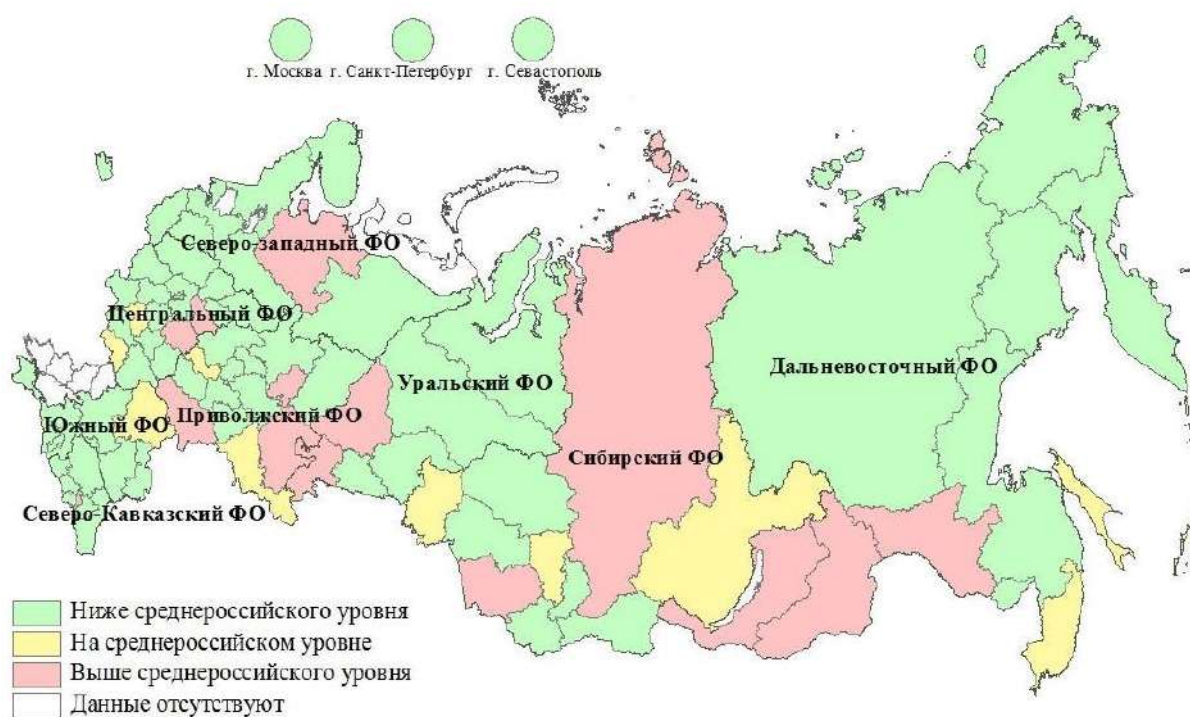 г. Москва г. Санкт-Петербург г. Севастополь
Северо-западный ФО
Центральный ФО
Дальневосточный ФО
Уральский ФО
Приволжский ФО
Южный ФО
Сибирский ФО
Северо-Кавказский ФО
Ниже среднероссийского уровня
На среднероссийском уровне
Выше среднероссийского уровня
Данные отсутствуют